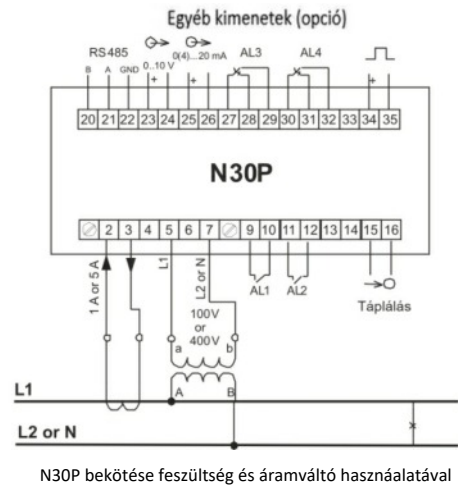 Egyéb kimenetek (opció)
RS485 0..10 V 0(4)...20 mA AL3 AL4
B A GND + + +
20 21 22 23 24 25 26 27 28 29 30 31 32 33 34 35
N30P
2 3 4 5 6 7 9 10 11 12 13 14 15 16
1 A or 5 A L1 L2 or N AL1 AL2 Táplálás
100V
or
400V
a b
A B
L1
L2 or N
N30P bekötése feszültség és áramváltó hasznáalatával